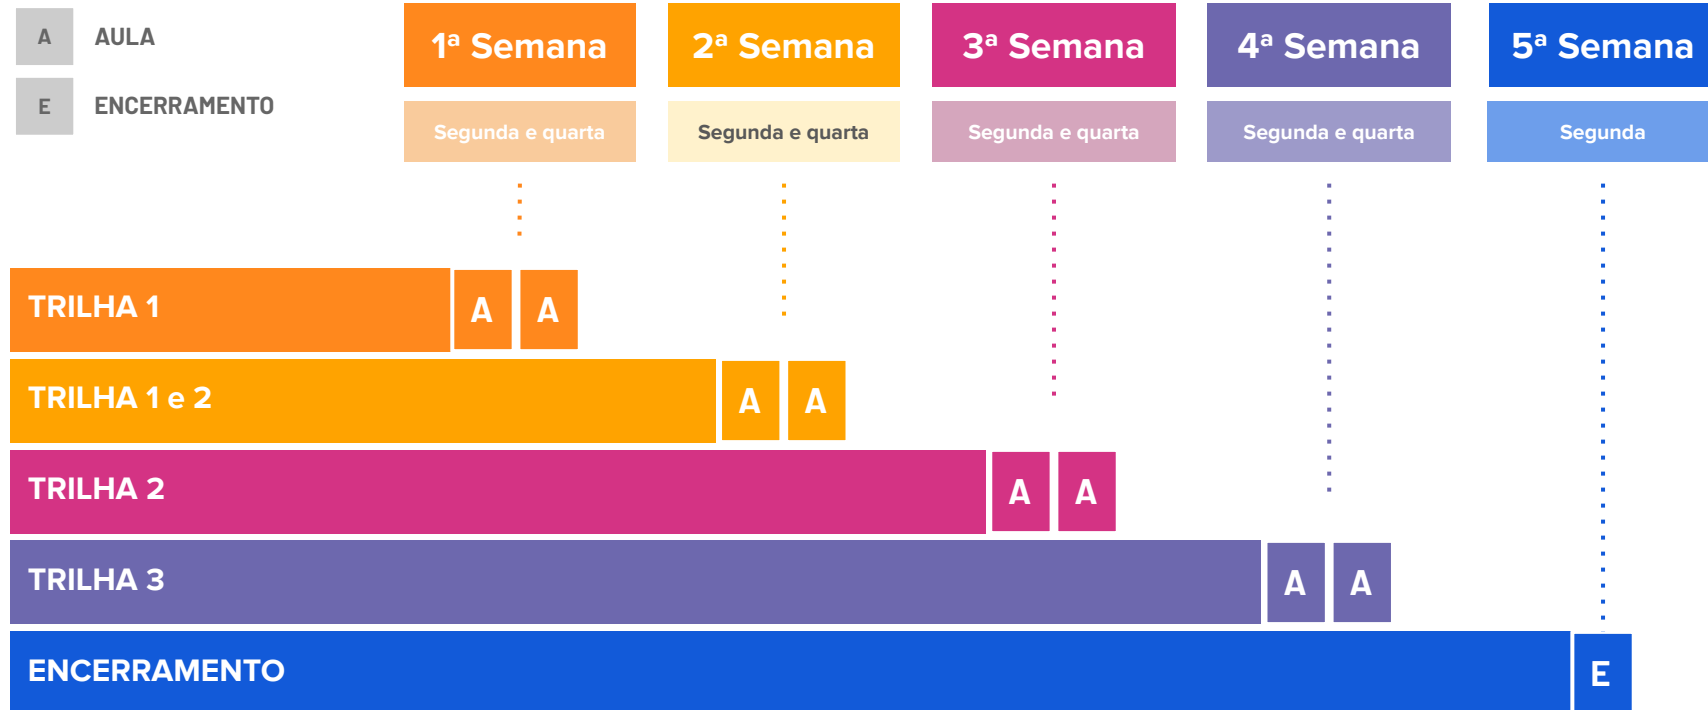 A AULA
E ENCERRAMENTO
1ª Semana
2ª Semana
3ª Semana
4ª Semana
5ª Semana
Segunda e quarta
Segunda e quarta
Segunda e quarta
Segunda e quarta
Segunda
TRILHA 1 A A
TRILHA 1 e 2 A A
TRILHA 2 A A
TRILHA 3 A A
ENCERRAMENTO E